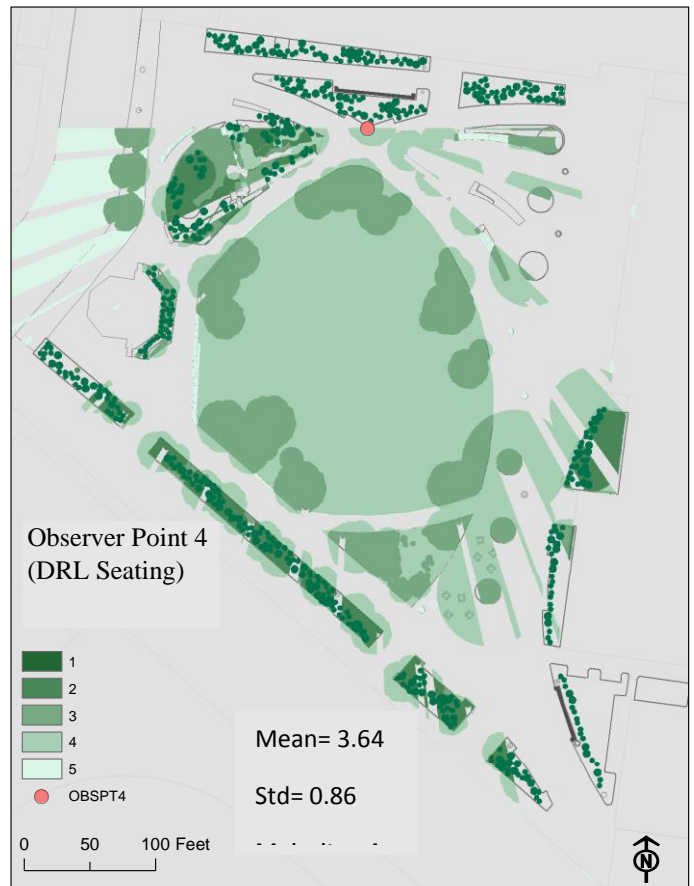 Observer Point 4
(DRL Seating)
1
2
3
4
5
OBSPT4
Mean= 3.64
Std= 0.86
0 50 100 Feet
N